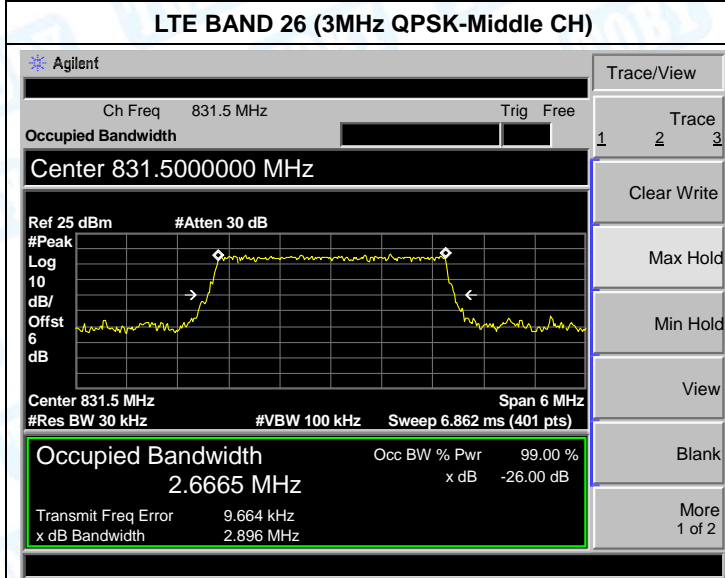 LTE BAND 26 (3MHz QPSK-Middle CH)
Agilent
Trace/View
Ch Freq 831.5 MHz Trig Free
Occupied Bandwidth
Trace
1 2 3
Center 831.5000000 MHz
Clear Write
Ref 25 dBm #Atten 30 dB
#Peak
Log
10
dB/
Offst
6
dB
Max Hold
Min Hold
Center 831.5 MHz Span 6 MHz
#Res BW 30 kHz #VBW 100 kHz Sweep 6.862 ms (401 pts)
View
Occupied Bandwidth Occ BW % Pwr 99.00 %
2.6665 MHz x dB -26.00 dB
Blank
Transmit Freq Error 9.664 kHz
x dB Bandwidth 2.896 MHz
More
1 of 2